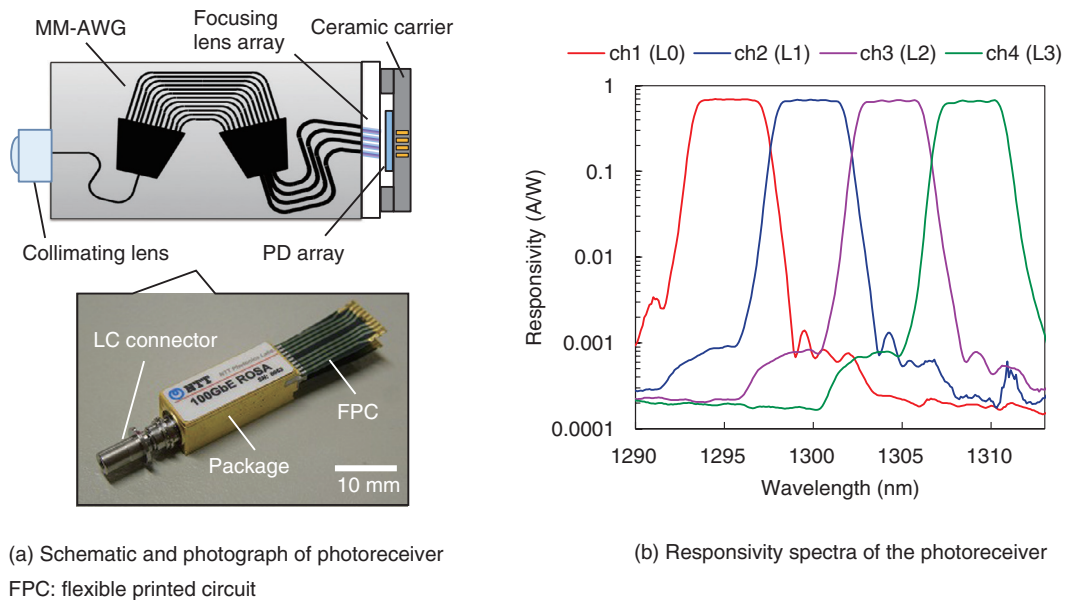 MM-AWG
Focusing
lens array
Ceramic carrier
Collimating lens
PD array
LC connector
NTT
100GbE ROSA
FPC
Package
10 mm
(a) Schematic and photograph of photoreceiver
FPC: flexible printed circuit
ch1 (L0) ch2 (L1) ch3 (L2) ch4 (L3)
Responsivity (A/W)
1
0.1
0.01
0.001
0.0001
1290 1295 1300 1305 1310
Wavelength (nm)
(b) Responsivity spectra of the photoreceiver